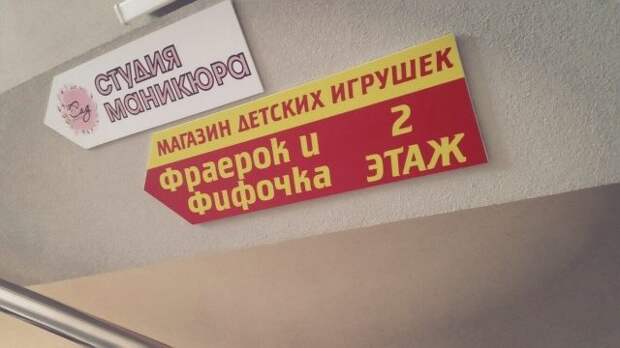 СТУДИЯ
МАНИКЮРА
МАГАЗИН ДЕТСКИХ ИГРУШЕК
фраерок и
фифочка
2
ЭТАЖ